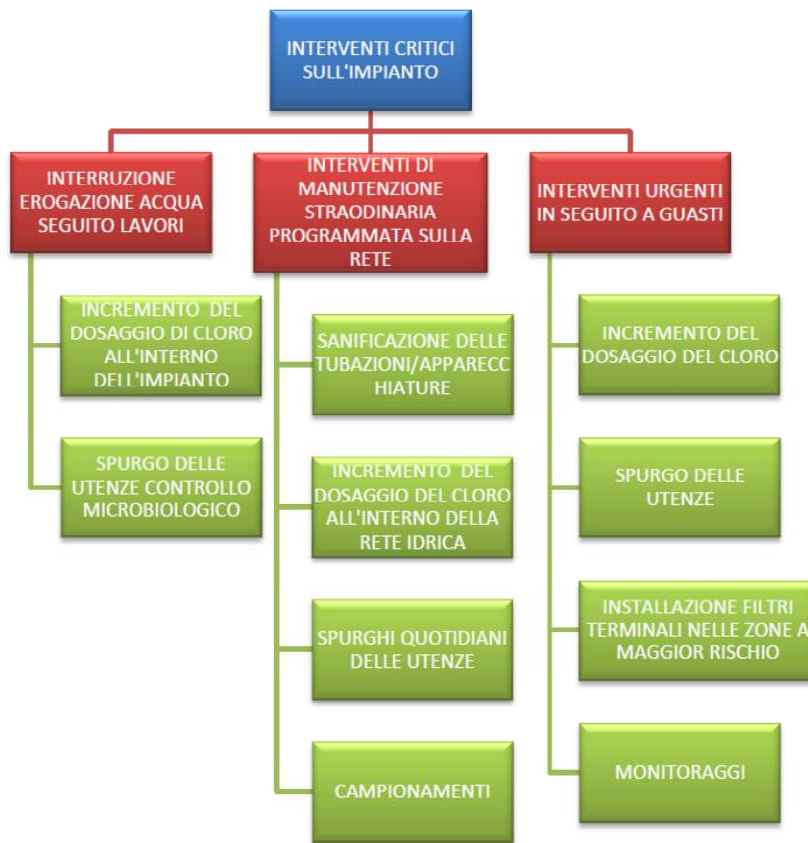 INTERVENTI CRITICI
SULL'IMPIANTO
INTERRUZIONE
EROGAZIONE ACQUA
SEGUITO LAVORI
INCREMENTO DEL
DOSAGGIO DI CLORO
ALL'INTERNO
DELL'IMPIANTO
SPURGO DELLE
UTENZE CONTROLLO
MICROBIOLOGICO
INTERVENTI DI
MANUTENZIONE
STRAODINARIA
PROGRAMMATA SULLA
RETE
SANIFICAZIONE DELLE
TUBAZIONI/APPARECC
HIATURE
INCREMENTO DEL
DOSAGGIO DEL CLORO
ALL'INTERNO DELLA
RETE IDRICA
SPURGHI QUOTIDIANI
DELLE UTENZE
CAMPIONAMENTI
INTERVENTI URGENTI
IN SEGUITO A GUASTI
INCREMENTO DEL
DOSAGGIO DEL CLORO
SPURGO DELLE
UTENZE
INSTALLAZIONE FILTRI
TERMINALI NELLE ZONE A
MAGGIOR RISCHIO
MONITORAGGI